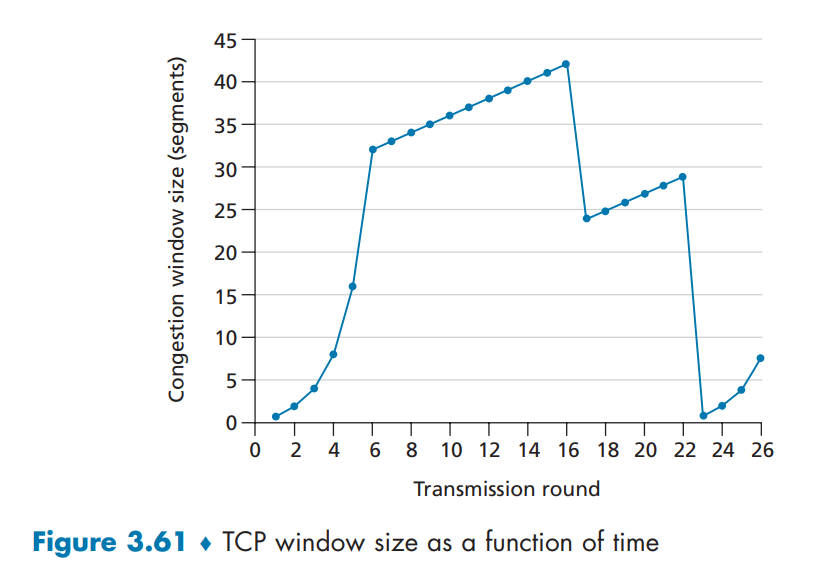 45
40
35
30
25
20
15
10
5
0
Congestion window size (segments)
0 2 4 6 8 10 12 14 16 18 20 22 24 26
Transmission round
Figure 3.61 ♦ TCP window size as a function of time